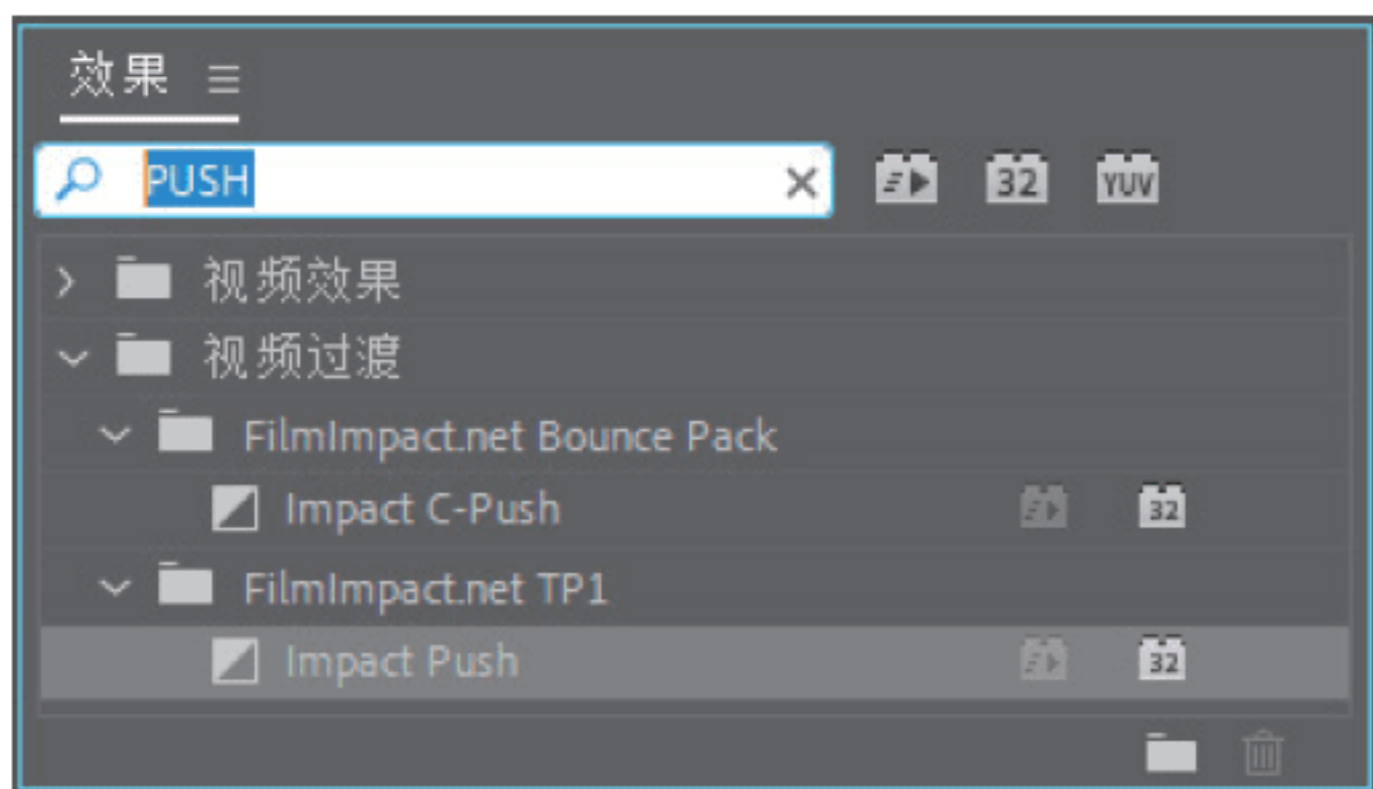 效果
PUSH 32 YUV
视频效果
视频过渡
FilmImpact.net Bounce Pack
Impact C-Push 32
FilmImpact.net TP1
Impact Push 32